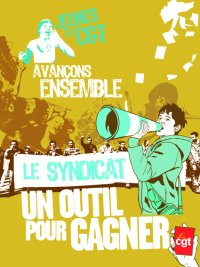 JEUNES
CGT
AVANÇONS
ENSEMBLE
LE SYNDICAT
UN OUTIL
POUR GAGNER
cgt